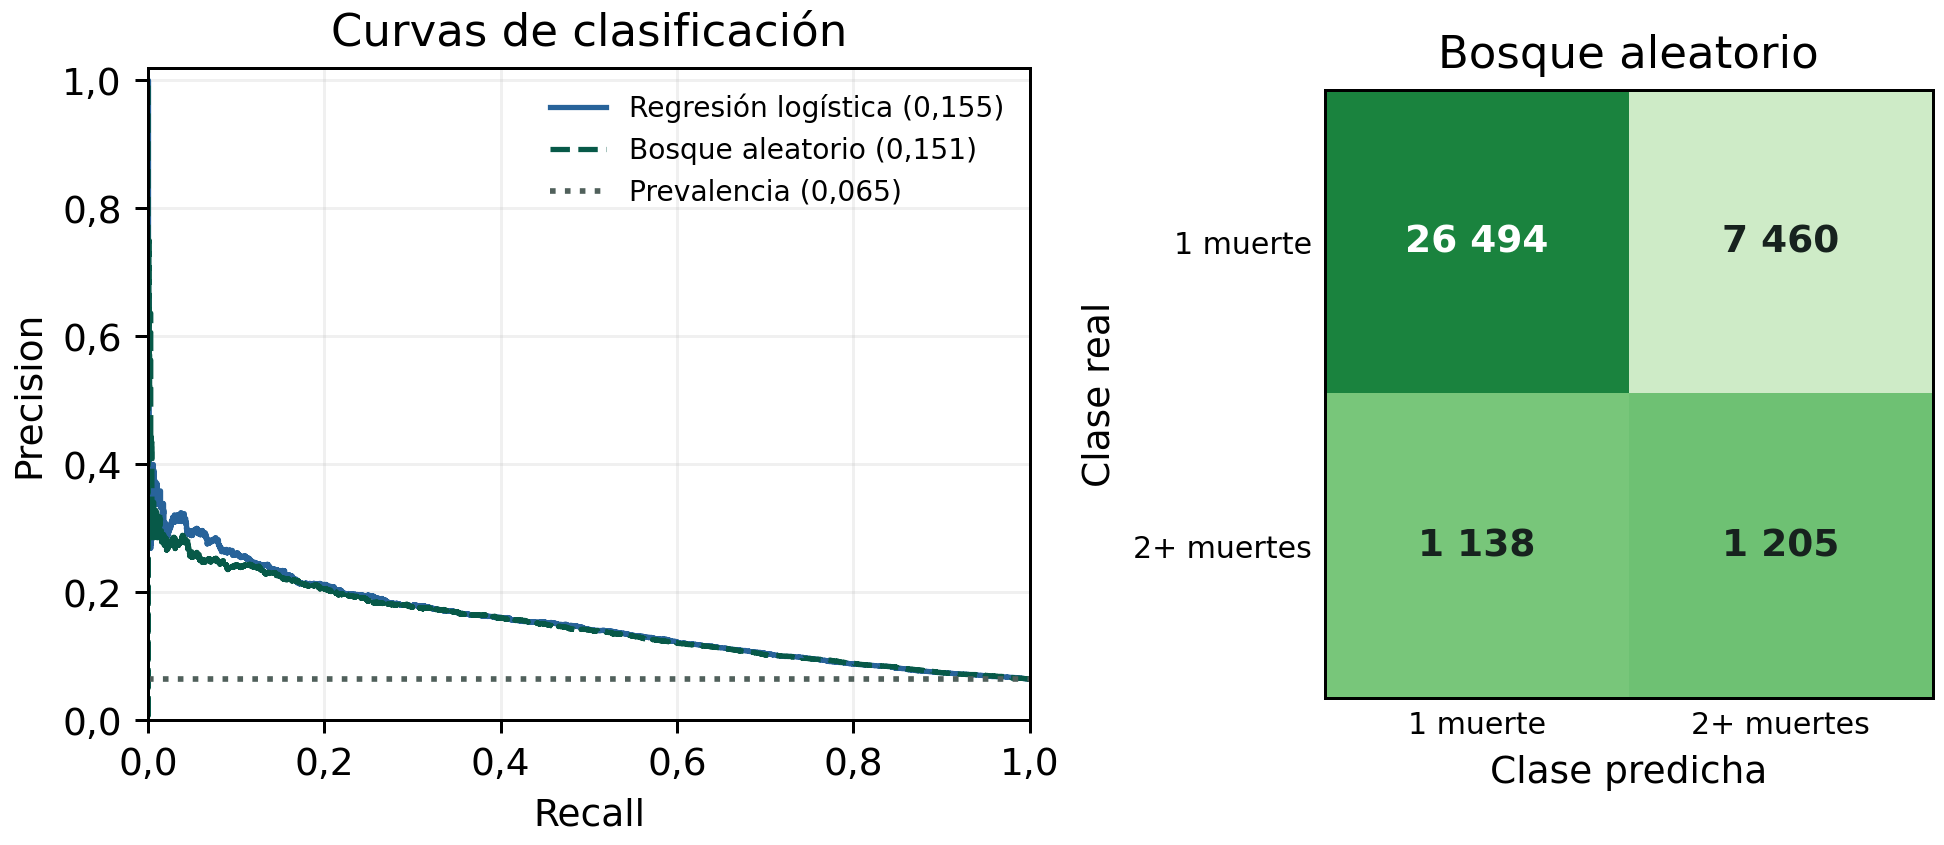 Curvas de clasificación
1,0
0,8
0,6
0,4
0,2
0,0
Precision
Regresión logística (0,155)
Bosque aleatorio (0,151)
Prevalencia (0,065)
0,0 0,2 0,4 0,6 0,8 1,0
Recall
Bosque aleatorio
Clase real
1 muerte
26 494 7 460
2+ muertes
1 138 1 205
1 muerte 2+ muertes
Clase predicha